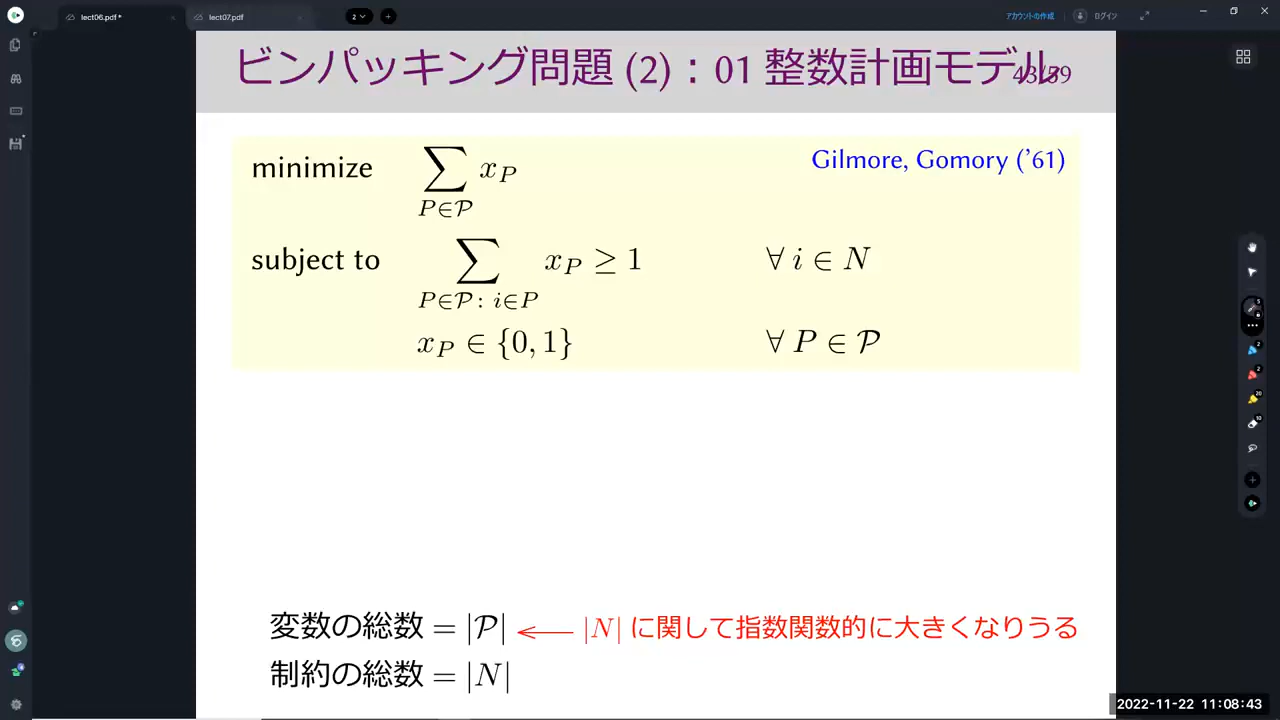 lect06.pdf *
lect07.pdf
2
アカウントの作成
ログイン
ビンパッキング問題 (2)：01 整数計画モデル
43/59
minimize ∑ x_P
P∈𝒫
Gilmore, Gomory ('61)
subject to ∑ x_P ≥ 1 ∀ i ∈ N
P∈𝒫 : i∈P
x_P ∈ {0, 1} ∀ P ∈ 𝒫
変数の総数 = |𝒫| ← |N| に関して指数関数的に大きくなりうる
制約の総数 = |N|
2022-11-22 11:08:43